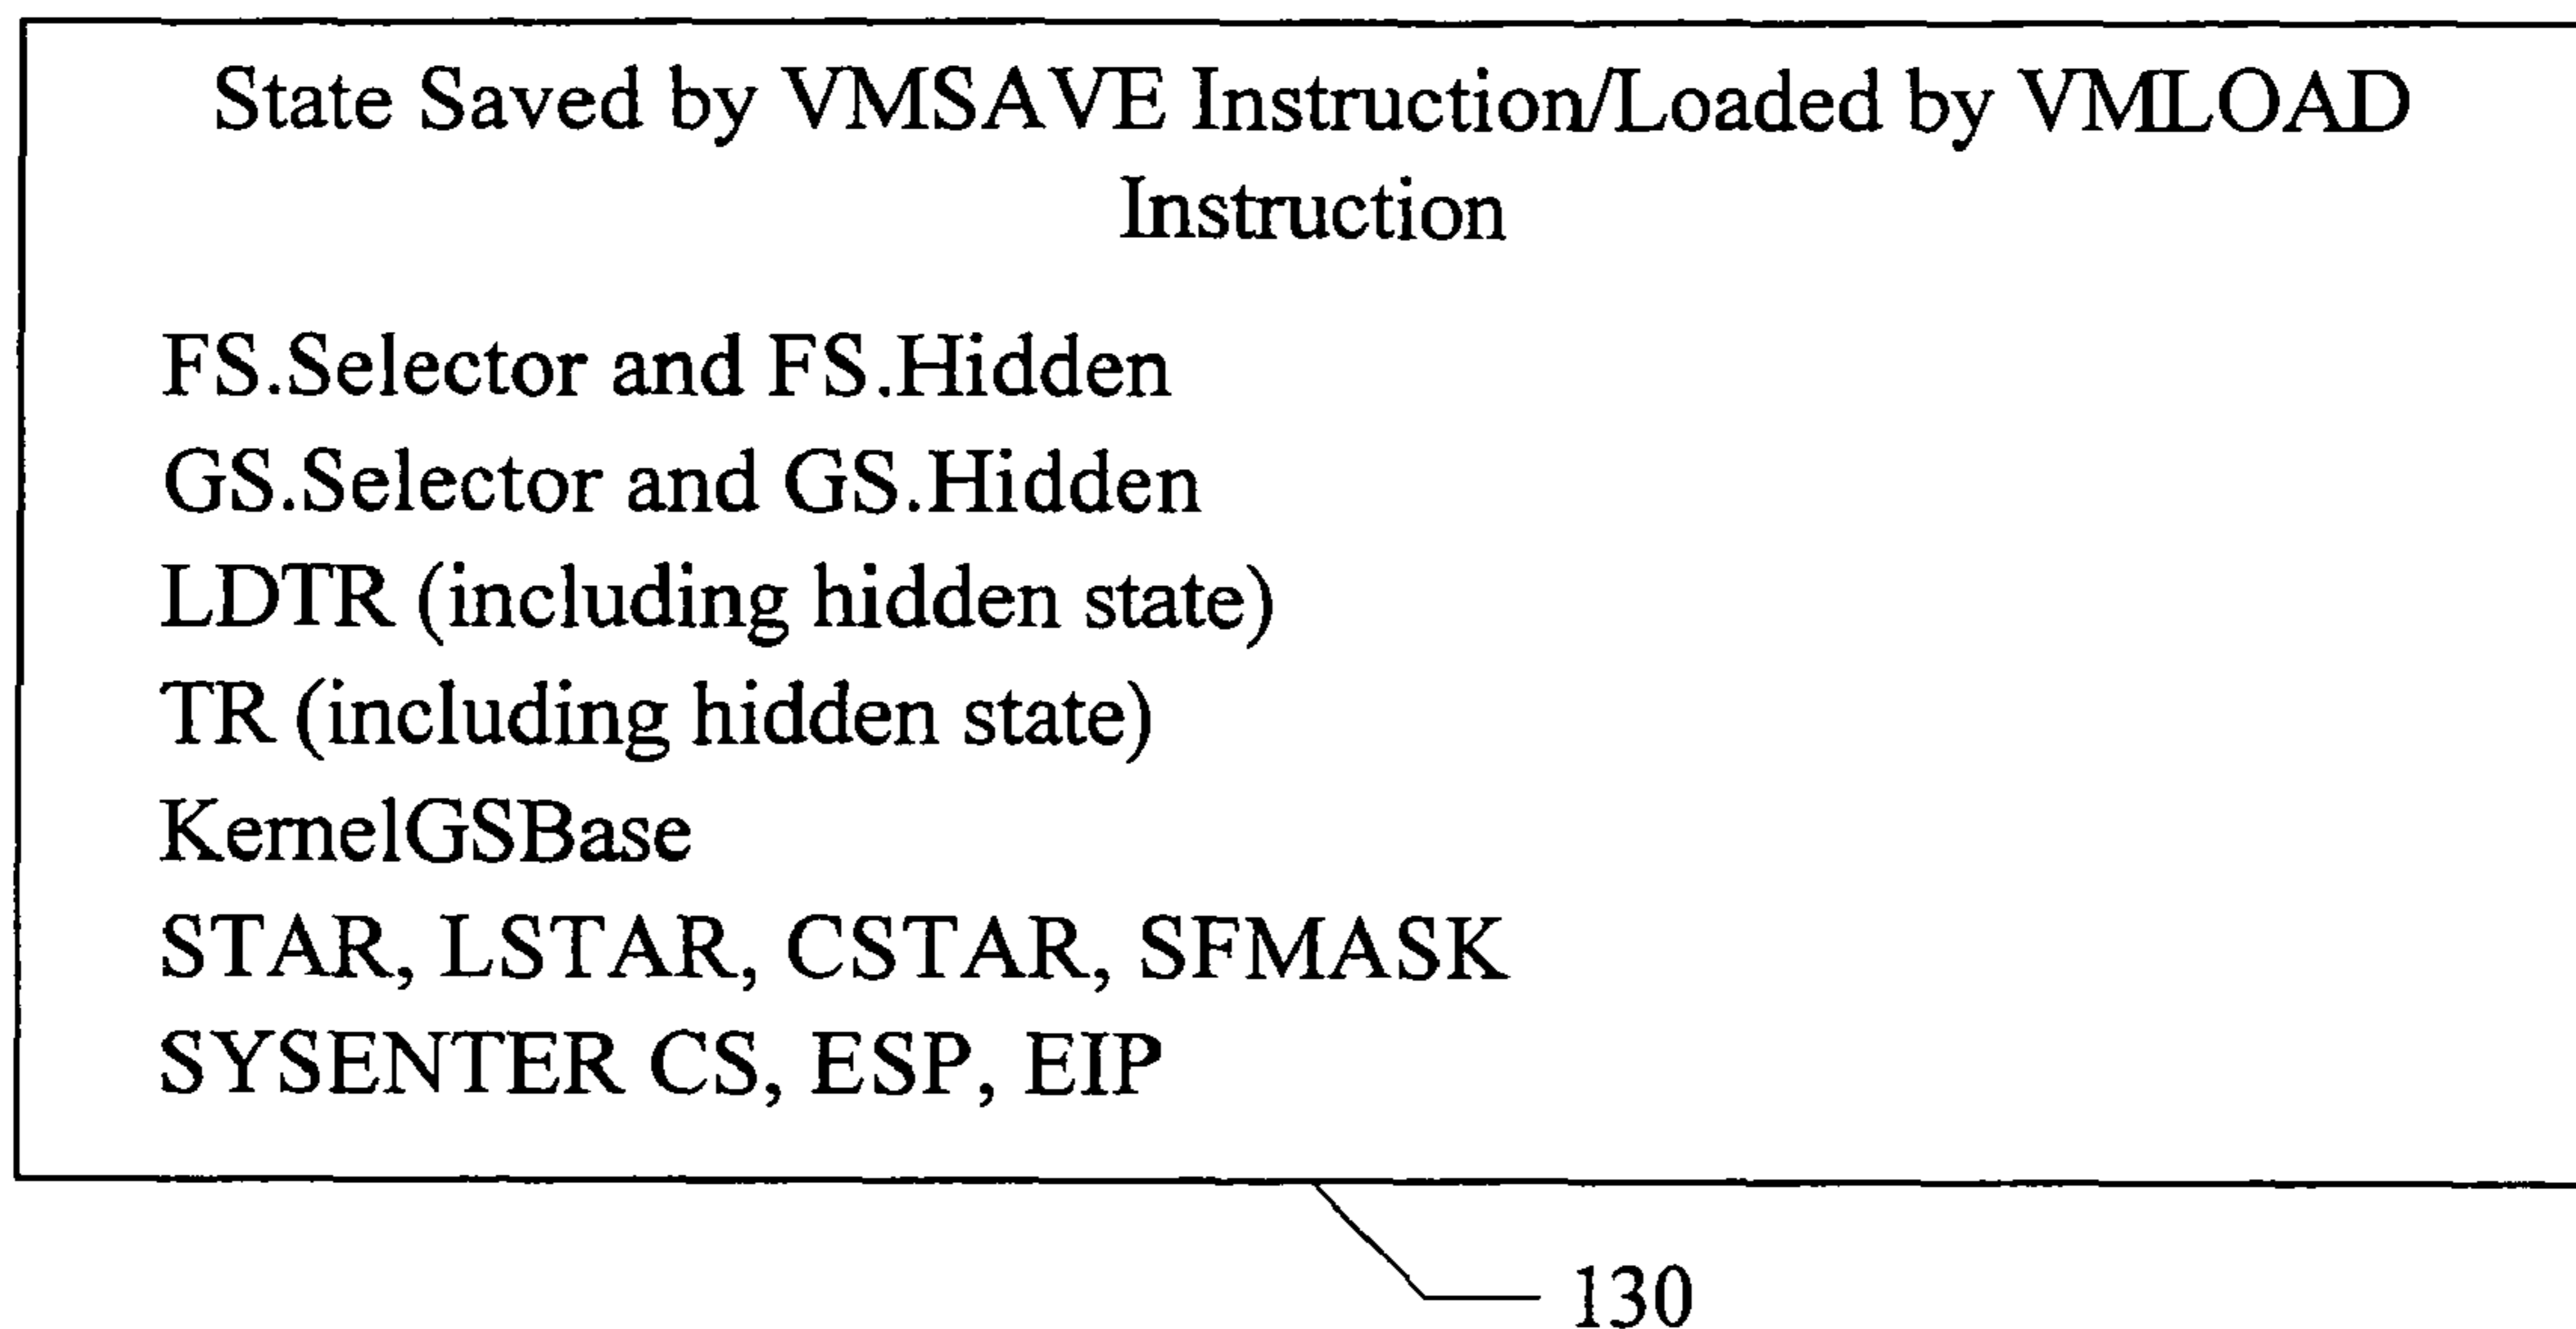 State Saved by VMSAVE Instruction/Loaded by VMLOAD
Instruction
FS.Selector and FS.Hidden
GS.Selector and GS.Hidden
LDTR (including hidden state)
TR (including hidden state)
KernelGSBase
STAR, LSTAR, CSTAR, SFMASK
SYSENTER CS, ESP, EIP
130